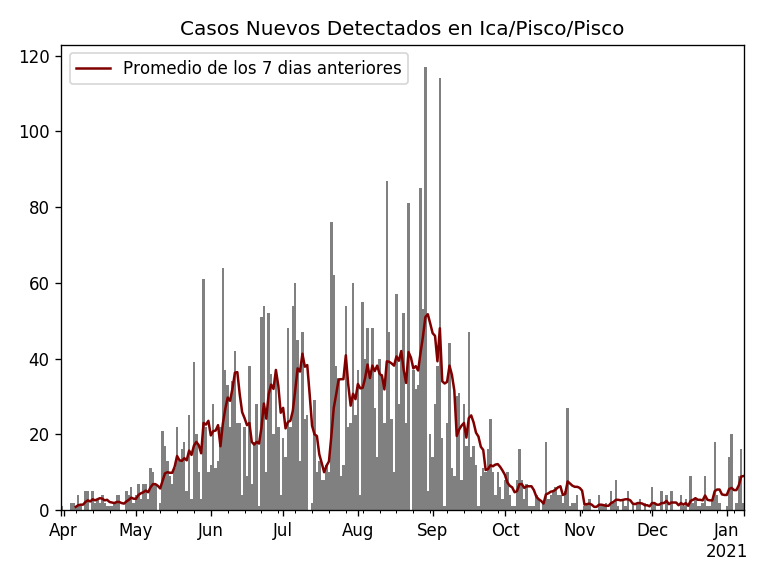 Casos Nuevos Detectados en Ica/Pisco/Pisco
Promedio de los 7 dias anteriores
120
100
80
60
40
20
0
Apr May Jun Jul Aug Sep Oct Nov Dec Jan
2021